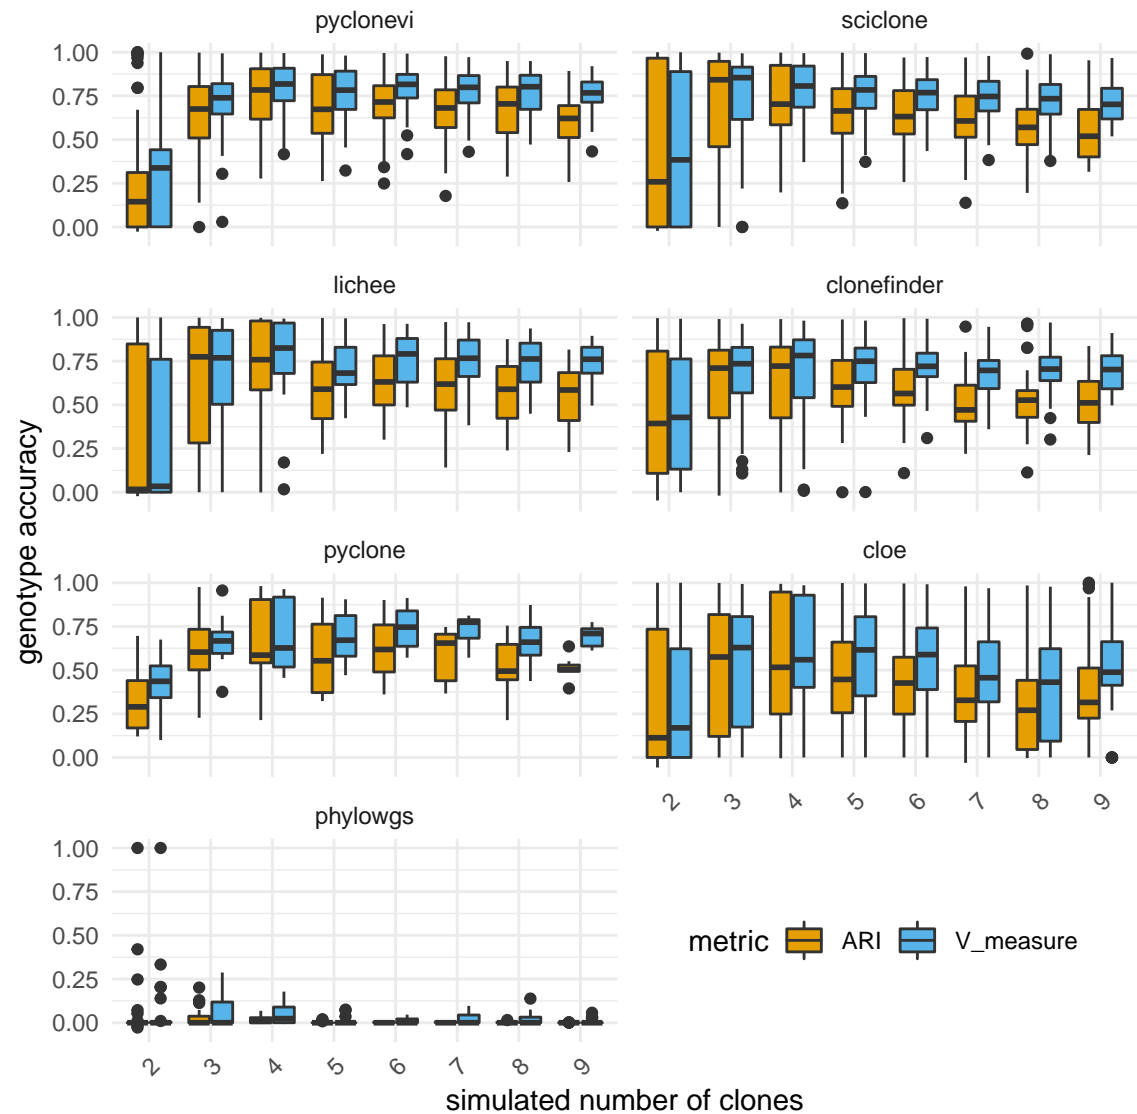 pyclonevi
sciclone
1.00
0.75
0.50
0.25
0.00
lichee
clonefinder
1.00
0.75
0.50
0.25
0.00
pyclone
cloe
1.00
0.75
0.50
0.25
0.00
2 3 4 5 6 7 8 9
phylowgs
1.00
0.75
0.50
0.25
0.00
2 3 4 5 6 7 8 9
genotype accuracy
simulated number of clones
metric ARI V_measure